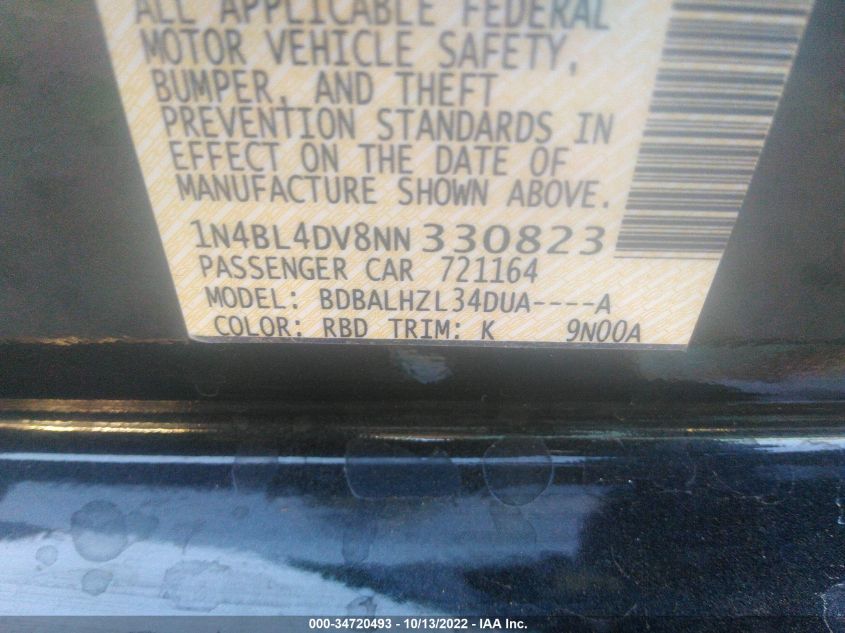 ALL APPLICABLE FEDERAL
MOTOR VEHICLE SAFETY,
BUMPER, AND THEFT
PREVENTION STANDARDS IN
EFFECT ON THE DATE OF
MANUFACTURE SHOWN ABOVE.
1N4BL4DV8NN330823
PASSENGER CAR 721164
MODEL: BDBALHZL34DUA----A
COLOR: RBD TRIM: K 9N00A
000-34720493 - 10/13/2022 - IAA Inc.